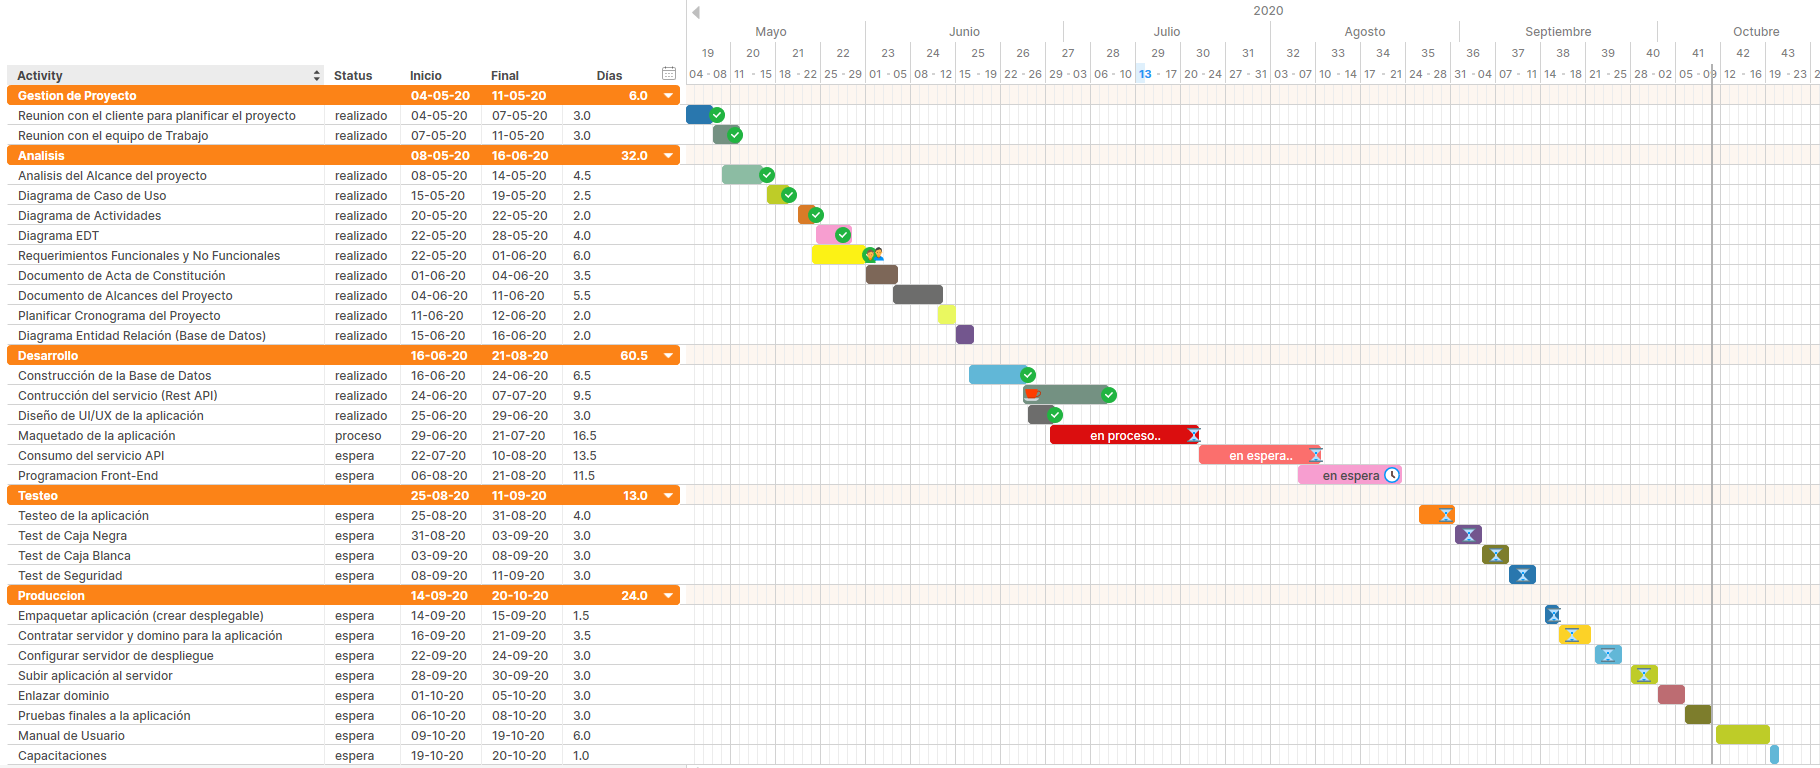 2020
Mayo Junio Julio Agosto Septiembre Octubre
19 20 21 22 23 24 25 26 27 28 29 30 31 32 33 34 35 36 37 38 39 40 41 42 43
Activity Status Inicio Final Días 04 - 08 11 - 15 18 - 22 25 - 29 01 - 05 08 - 12 15 - 19 22 - 26 29 - 03 06 - 10 13 - 17 20 - 24 27 - 31 03 - 07 10 - 14 17 - 21 24 - 28 31 - 04 07 - 11 14 - 18 21 - 25 28 - 02 05 - 09 12 - 16 19 - 23 2
Gestion de Proyecto 04-05-20 11-05-20 6.0
Reunion con el cliente para planificar el proyecto realizado 04-05-20 07-05-20 3.0
Reunion con el equipo de Trabajo realizado 07-05-20 11-05-20 3.0
Analisis 08-05-20 16-06-20 32.0
Analisis del Alcance del proyecto realizado 08-05-20 14-05-20 4.5
Diagrama de Caso de Uso realizado 15-05-20 19-05-20 2.5
Diagrama de Actividades realizado 20-05-20 22-05-20 2.0
Diagrama EDT realizado 22-05-20 28-05-20 4.0
Requerimientos Funcionales y No Funcionales realizado 22-05-20 01-06-20 6.0
Documento de Acta de Constitución realizado 01-06-20 04-06-20 3.5
Documento de Alcances del Proyecto realizado 04-06-20 11-06-20 5.5
Planificar Cronograma del Proyecto realizado 11-06-20 12-06-20 2.0
Diagrama Entidad Relación (Base de Datos) realizado 15-06-20 16-06-20 2.0
Desarrollo 16-06-20 21-08-20 60.5
Construcción de la Base de Datos realizado 16-06-20 24-06-20 6.5
Contrucción del servicio (Rest API) realizado 24-06-20 07-07-20 9.5
Diseño de UI/UX de la aplicación realizado 25-06-20 29-06-20 3.0
Maquetado de la aplicación proceso 29-06-20 21-07-20 16.5 en proceso..
Consumo del servicio API espera 22-07-20 10-08-20 13.5 en espera..
Programacion Front-End espera 06-08-20 21-08-20 11.5 en espera
Testeo 25-08-20 11-09-20 13.0
Testeo de la aplicación espera 25-08-20 31-08-20 4.0
Test de Caja Negra espera 31-08-20 03-09-20 3.0
Test de Caja Blanca espera 03-09-20 08-09-20 3.0
Test de Seguridad espera 08-09-20 11-09-20 3.0
Produccion 14-09-20 20-10-20 24.0
Empaquetar aplicación (crear desplegable) espera 14-09-20 15-09-20 1.5
Contratar servidor y domino para la aplicación espera 16-09-20 21-09-20 3.5
Configurar servidor de despliegue espera 22-09-20 24-09-20 3.0
Subir aplicación al servidor espera 28-09-20 30-09-20 3.0
Enlazar dominio espera 01-10-20 05-10-20 3.0
Pruebas finales a la aplicación espera 06-10-20 08-10-20 3.0
Manual de Usuario espera 09-10-20 19-10-20 6.0
Capacitaciones espera 19-10-20 20-10-20 1.0